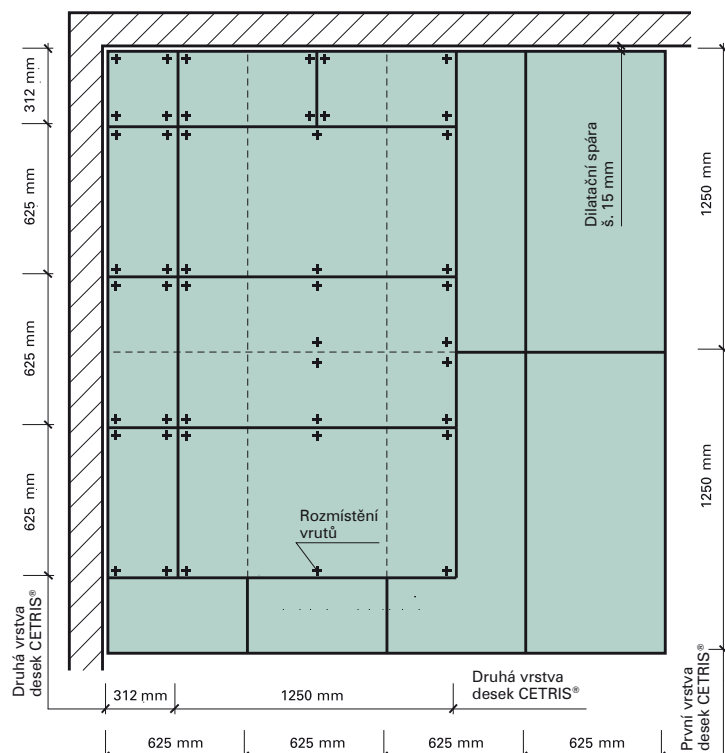 312 mm
625 mm
625 mm
625 mm
Druhá vrstva
desek CETRIS®
Dilatační spára
š. 15 mm
1250 mm
1250 mm
První vrstva
desek CETRIS®
Rozmístění
vrutů
312 mm
1250 mm
Druhá vrstva
desek CETRIS®
625 mm
625 mm
625 mm
625 mm